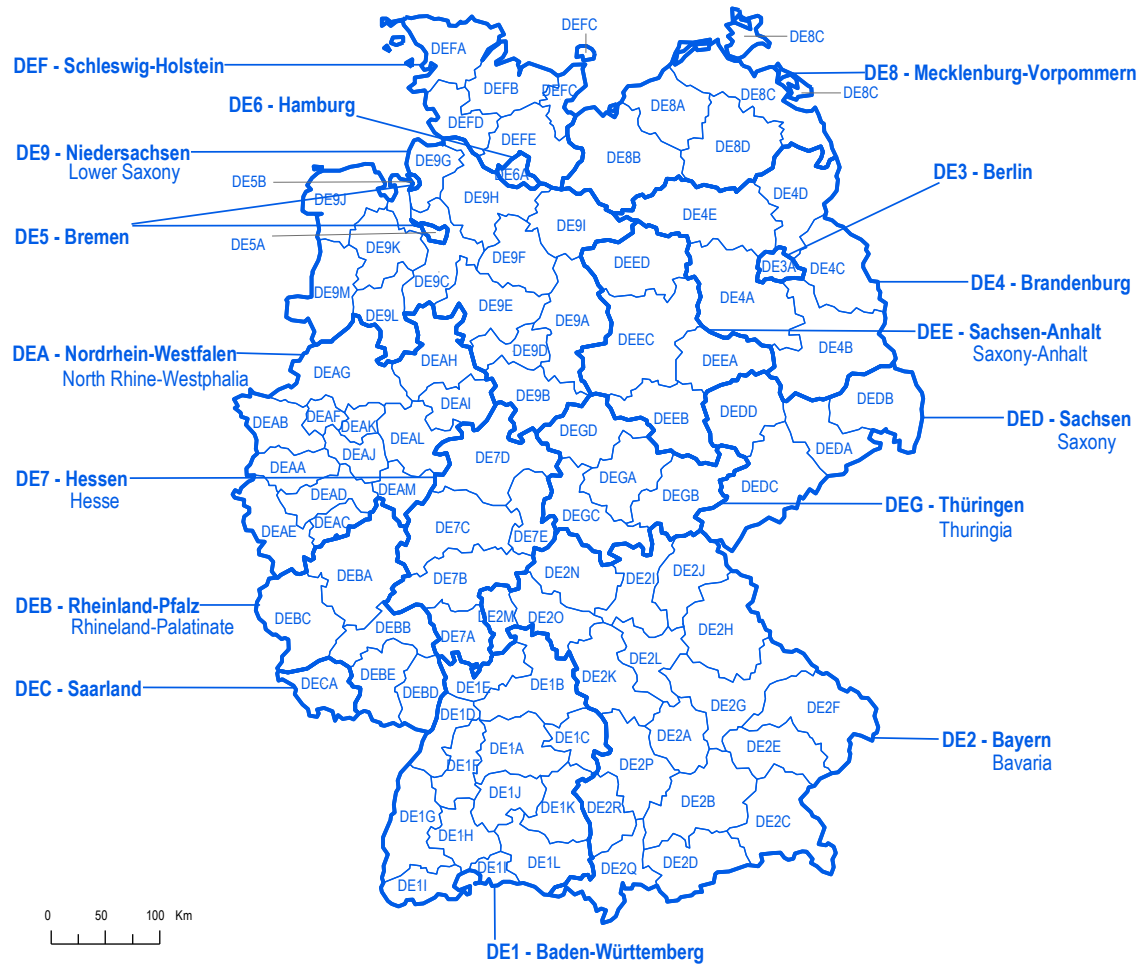 DEFC
DE8C
DEFA
DEF - Schleswig-Holstein
DE8 - Mecklenburg-Vorpommern
DEFB
DEFC
DE8C
DE8C
DE6 - Hamburg
DE8A
DEFD
DEFE
DE8D
DE9 - Niedersachsen
Lower Saxony
DE9G
DE8B
DE6A
DE3 - Berlin
DE5B
DE9J
DE9H
DE4D
DE4E
DE9I
DE5 - Bremen
DE5A
DE9K
DE9F
DEED
DE3A
DE4C
DE9C
DE4 - Brandenburg
DE9M
DE4A
DE9E
DE9L
DE9A
DEE - Sachsen-Anhalt
Saxony-Anhalt
DEEC
DEA - Nordrhein-Westfalen
North Rhine-Westphalia
DEAH
DE9D
DE4B
DEEA
DEAG
DE9B
DEDB
DEAI
DEAB
DEAF
DEAK
DEEB
DEDD
DED - Sachsen
Saxony
DEAL
DEGD
DEDA
DEAJ
DE7D
DEAA
DE7 - Hessen
Hesse
DEGA
DEDC
DEAM
DEAD
DEGB
DEG - Thüringen
Thuringia
DEGC
DEAC
DEAE
DE7C
DE7E
DEBA
DE2N
DE2I
DE2J
DE7B
DEB - Rheinland-Pfalz
Rhineland-Palatinate
DEBC
DE2M
DE2O
DEBB
DE7A
DE2H
DE2L
DEBE
DE2K
DEC - Saarland
DECA
DEBD
DE1E
DE1B
DE2G
DE2F
DE1D
DE2A
DE1C
DE2 - Bayern
Bavaria
DE1A
DE2E
DE1F
DE2P
DE1J
DE2B
DE1K
DE2R
DE1G
DE2C
DE1H
DE1L
DE2D
DE1I
DE2Q
DE1I
0 50 100 Km
DE1 - Baden-Württemberg